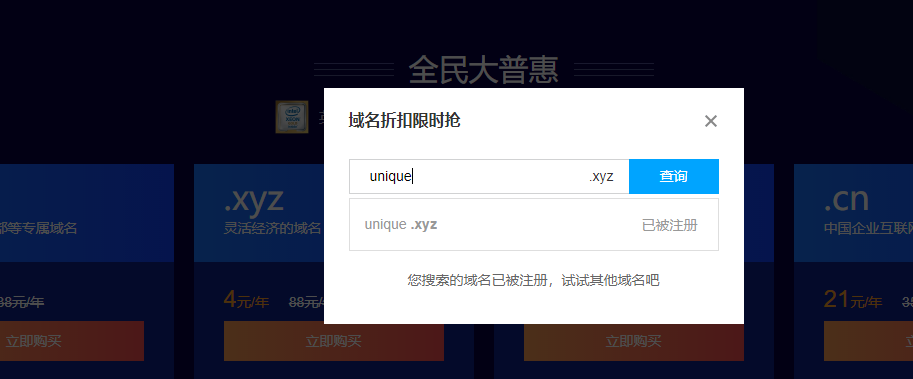 全民大普惠
域名折扣限时抢
unique
.xyz
查询
unique .xyz
已被注册
您搜索的域名已被注册，试试其他域名吧
部等专属域名
88元/年
立即购买
.xyz
灵活经济的域名
4元/年
88元/
立即购买
立即购买
.cn
中国企业互联网
21元/年
立即购买